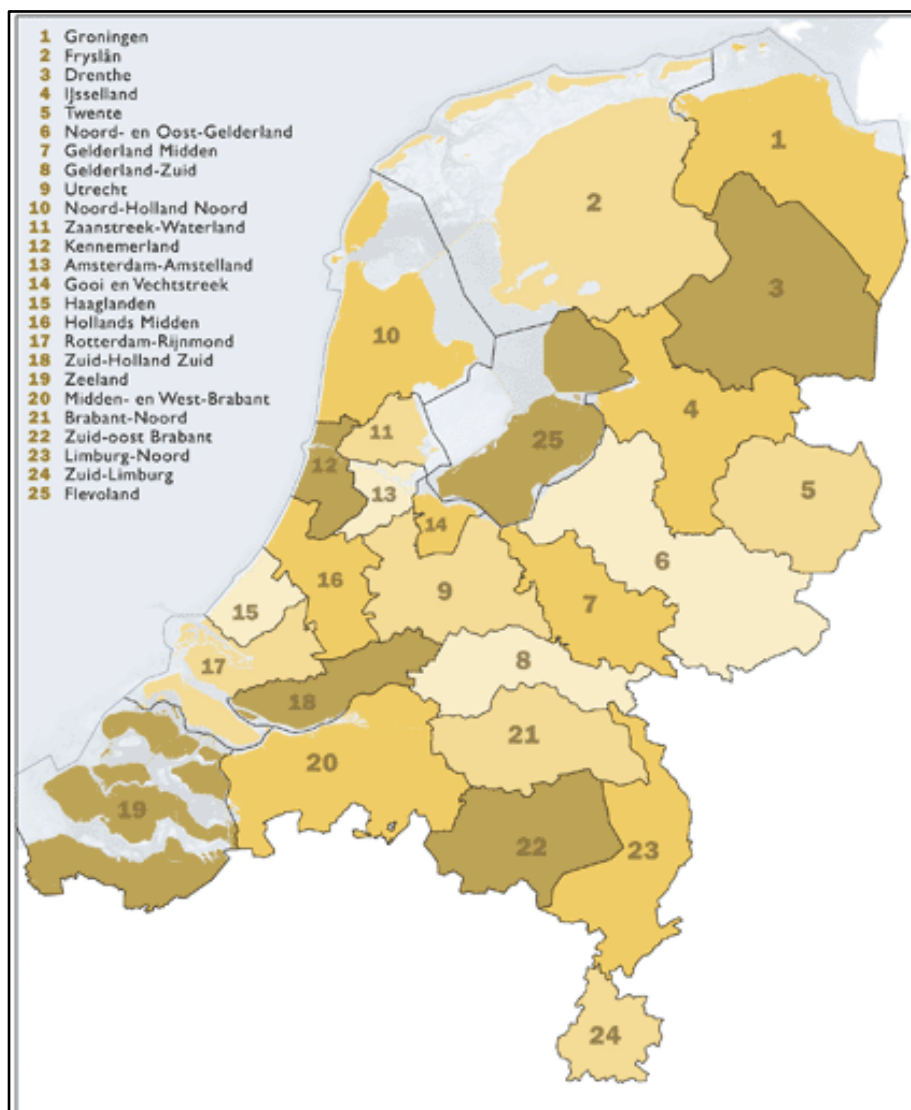 1 Groningen
2 Fryslân
3 Drenthe
4 IJsselland
5 Twente
6 Noord- en Oost-Gelderland
7 Gelderland Midden
8 Gelderland-Zuid
9 Utrecht
10 Noord-Holland Noord
11 Zaanstreek-Waterland
12 Kennemerland
13 Amsterdam-Amstelland
14 Gooi en Vechtstreek
15 Haaglanden
16 Hollands Midden
17 Rotterdam-Rijnmond
18 Zuid-Holland Zuid
19 Zeeland
20 Midden- en West-Brabant
21 Brabant-Noord
22 Zuid-oost Brabant
23 Limburg-Noord
24 Zuid-Limburg
25 Flevoland
1
2
3
10
4
11
25
12
5
13
14
6
16
9
7
15
8
17
18
21
20
19
22
23
24